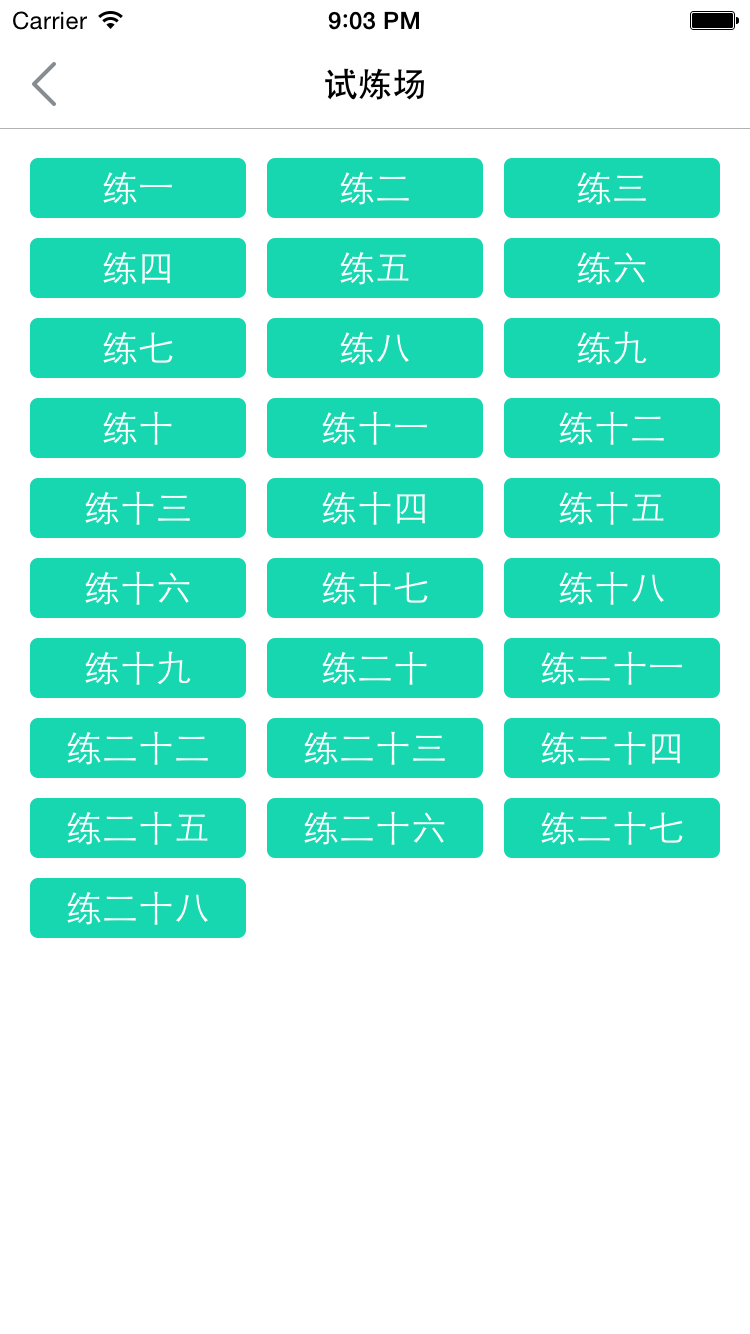 Carrier 9:03 PM
试炼场
练一 练二 练三
练四 练五 练六
练七 练八 练九
练十 练十一 练十二
练十三 练十四 练十五
练十六 练十七 练十八
练十九 练二十 练二十一
练二十二 练二十三 练二十四
练二十五 练二十六 练二十七
练二十八